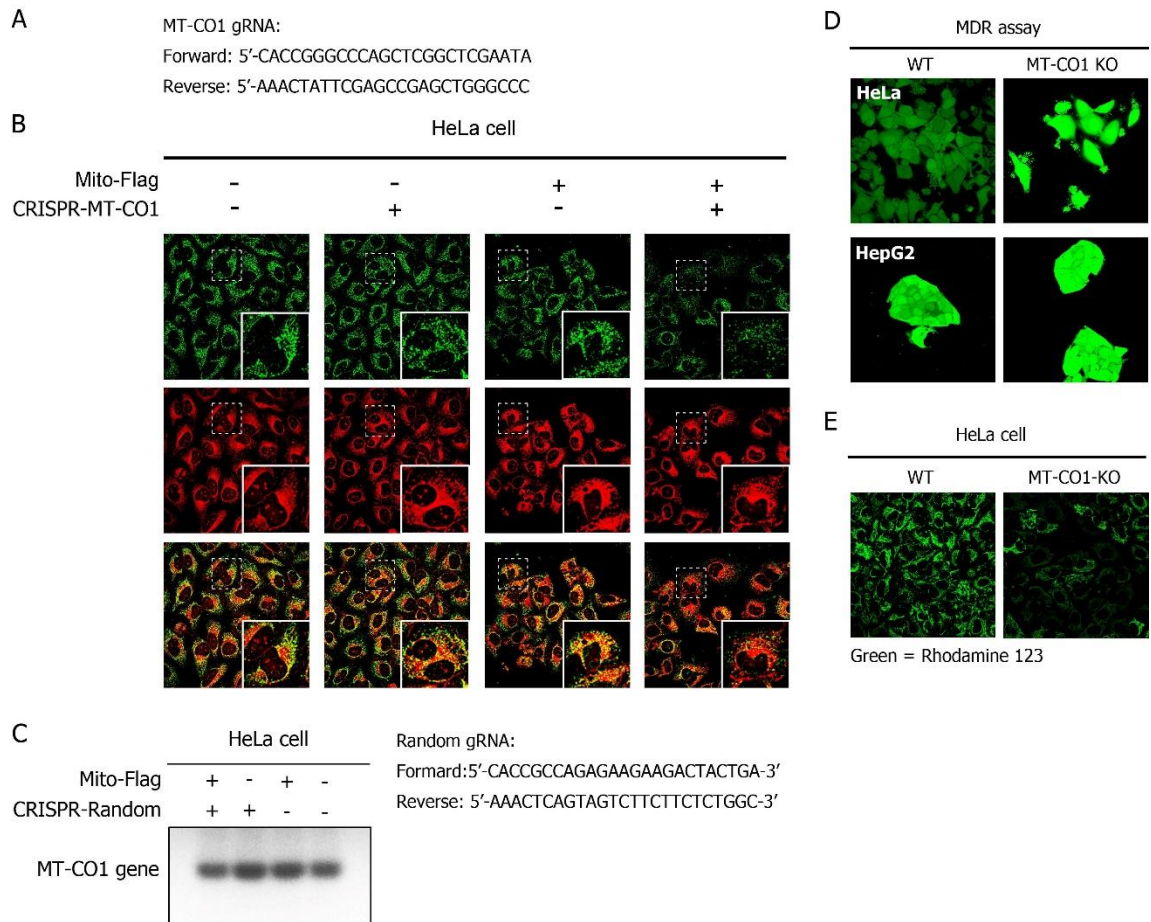 A
MT-CO1 gRNA:
Forward: 5′-CACCGGGCCCAGCTCGGCTCGAATA
Reverse: 5′-AAACTATTCGAGCCGAGCTGGGCCC
B
HeLa cell
Mito-Flag - - + +
CRISPR-MT-CO1 - + - +
C
HeLa cell
Mito-Flag + - + -
CRISPR-Random + + - -
MT-CO1 gene
Random gRNA:
Formard:5′-CACCGCCAGAGAAGAAGACTACTGA-3′
Reverse: 5′-AAACTCAGTAGTCTTCTTCTCTGGC-3′
D
MDR assay
WT MT-CO1 KO
HeLa
HepG2
E
HeLa cell
WT MT-CO1-KO
Green = Rhodamine 123